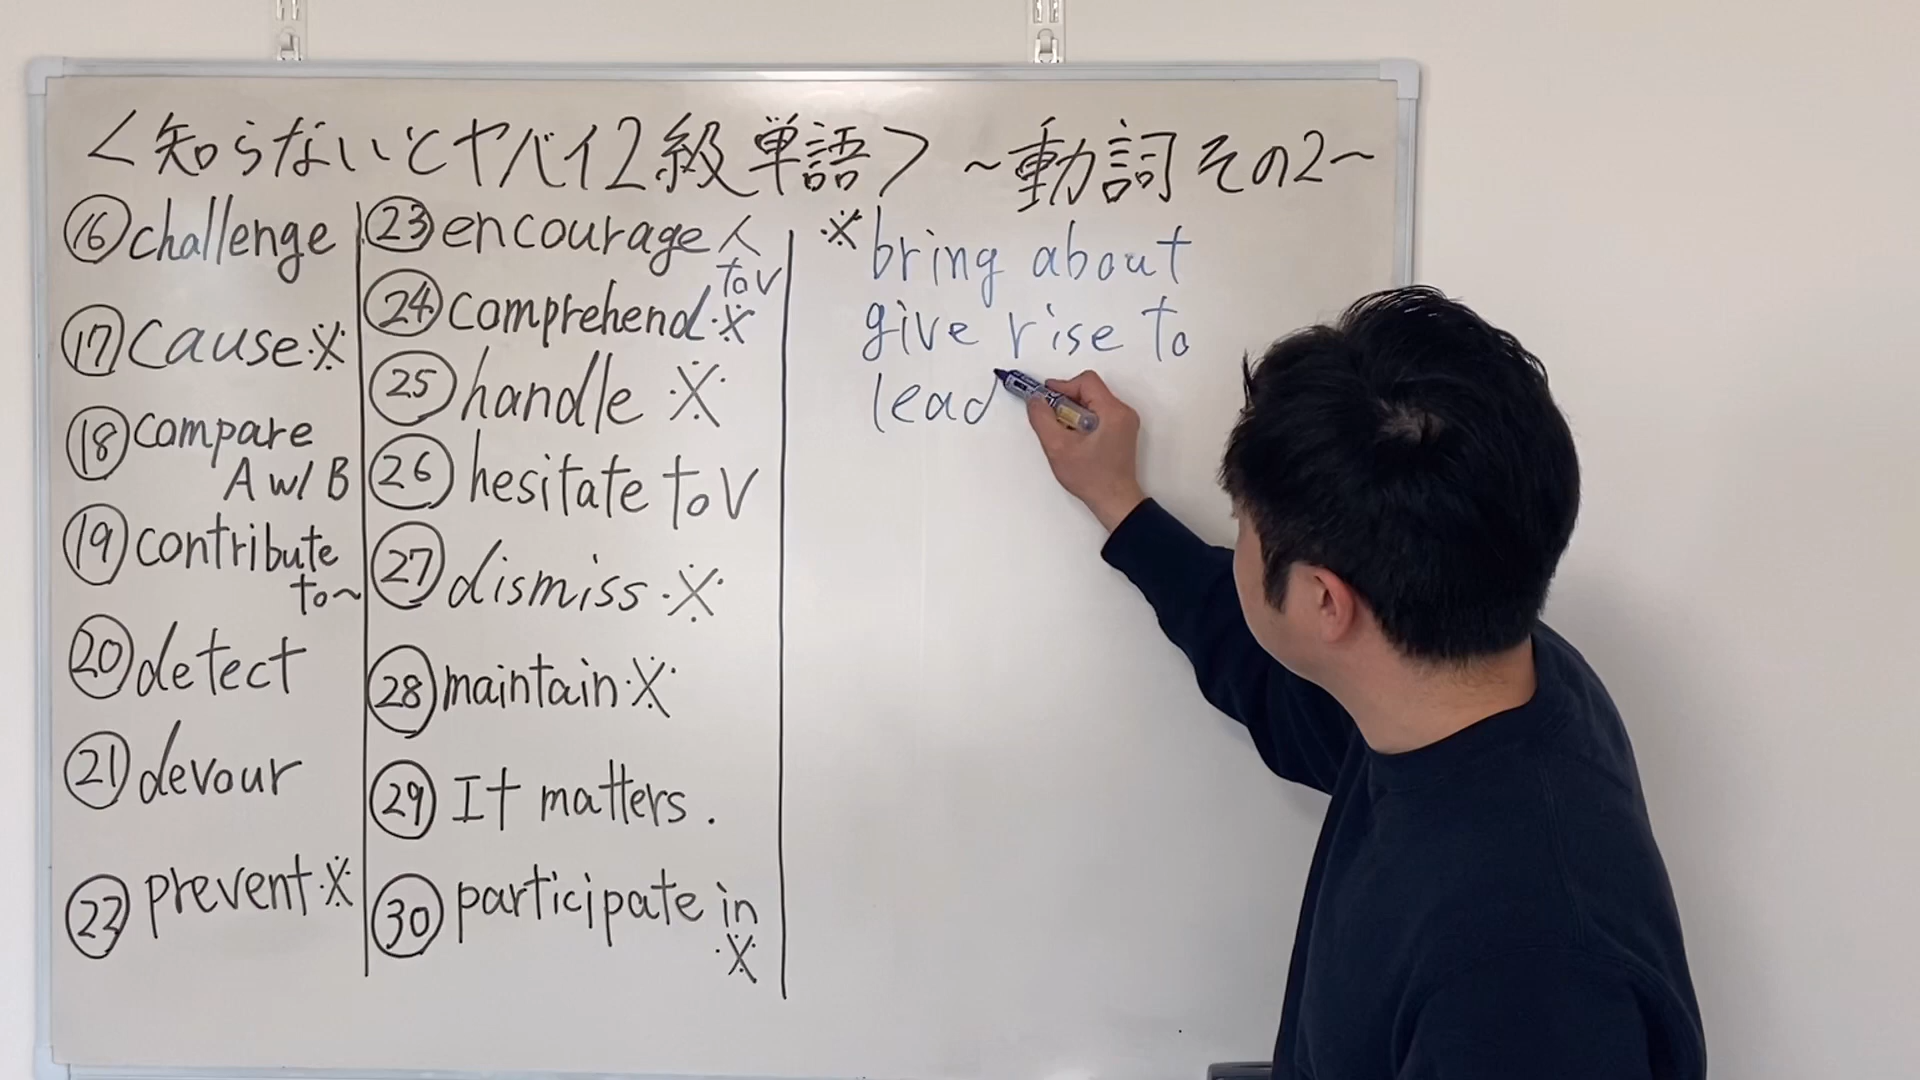 <知らないとヤバイ2級単語> ~動詞その2~
⑯challenge
⑰cause※
⑱compare
A w/ B
⑲contribute
to~
⑳detect
㉑devour
㉒prevent※
㉓encourage 人
to V
㉔comprehend※
㉕handle ※
㉖hesitate to V
㉗dismiss ※
㉘maintain※
㉙It matters.
㉚participate in
※
※bring about
give rise to
lead